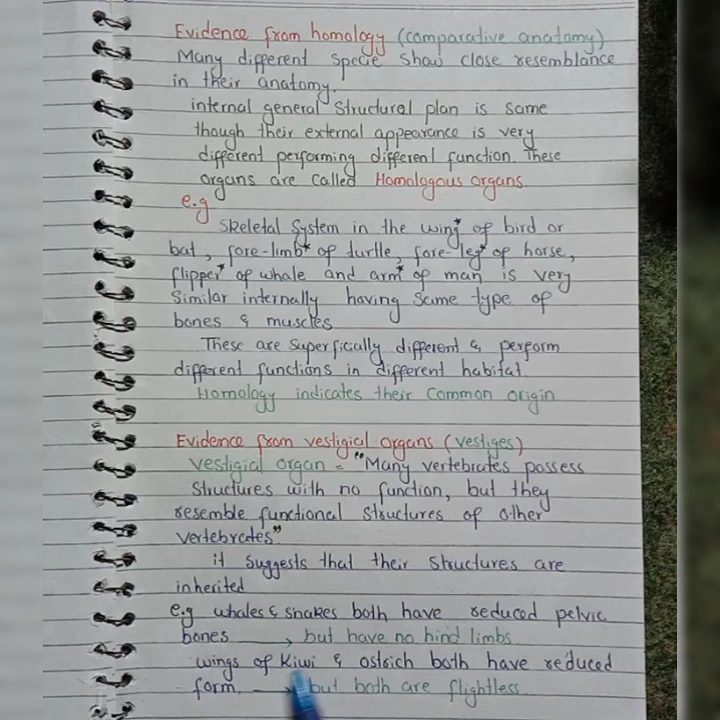 Evidence from homology (comparative anatomy)
Many different specie show close resemblance
in their anatomy.
internal general structural plan is same
though their external appearance is very
different performing different function. These
organs are called Homologous organs
e.g
Skeletal system in the wing* of bird or
bat, fore-limb* of turtle, fore-leg* of horse,
flipper* of whale and arm* of man is very
Similar internally having same type of
bones & muscles
These are superficially different & perform
different functions in different habital.
Homology indicates their common origin
Evidence from vestigial organs (vestiges)
vestigial organ = "Many vertebrates possess
structures with no function, but they
resemble functional structures of other
vertebrates"
it suggests that their structures are
inherited
e.g whales & snakes both have reduced pelvic
bones → but have no hind limbs
wings of kiwi & ostrich both have reduced
form. → but both are flightless